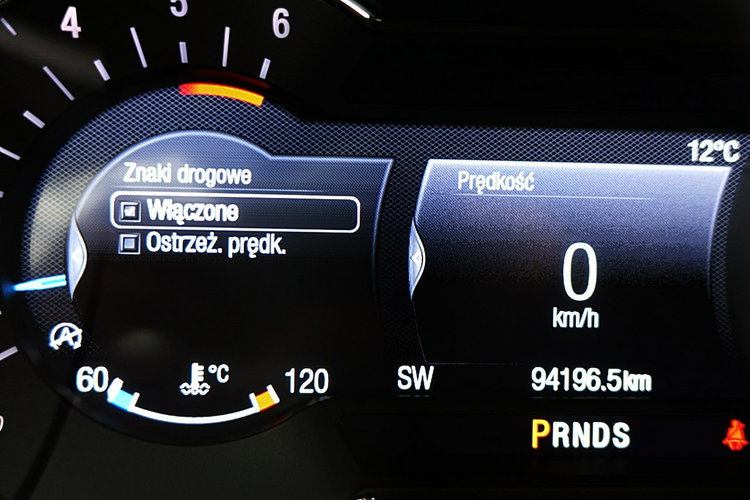 4
5
6
12°C
Znaki drogowe
Włączone
Ostrzeż. prędk.
Prędkość
0
km/h
A
60
°C
120
SW
94196.5km
PRNDS